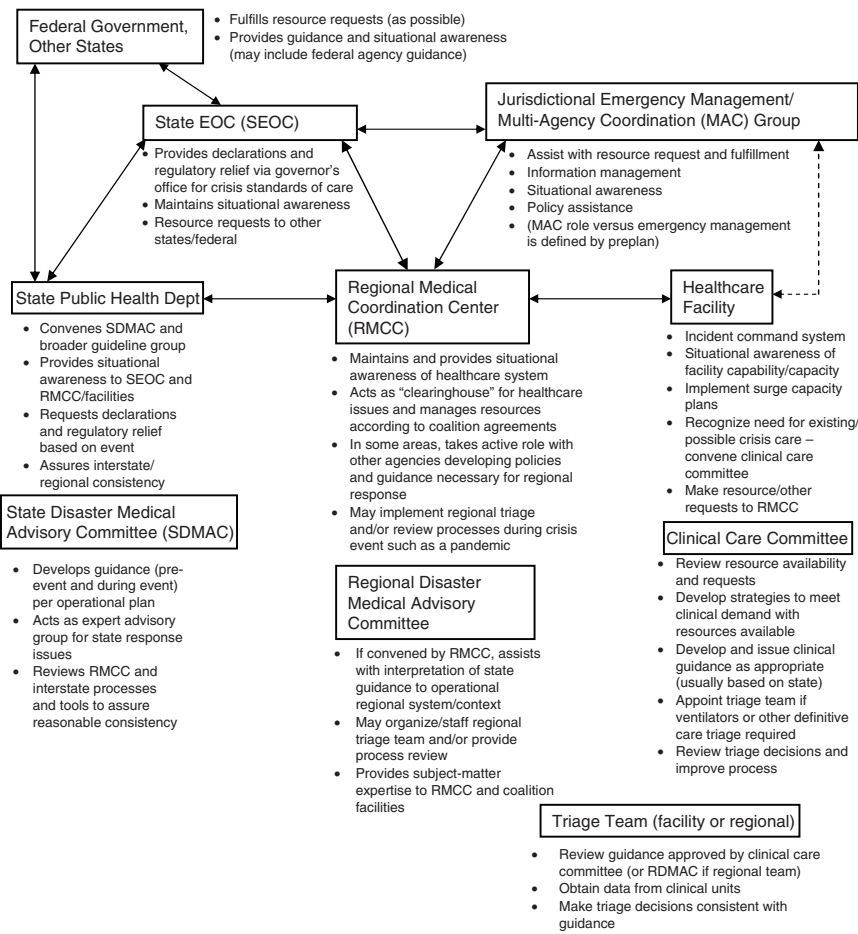 Federal Government,
Other States
• Fulfills resource requests (as possible)
• Provides guidance and situational awareness
(may include federal agency guidance)
State EOC (SEOC)
• Provides declarations and
regulatory relief via governor's
office for crisis standards of care
• Maintains situational awareness
• Resource requests to other
states/federal
Jurisdictional Emergency Management/
Multi-Agency Coordination (MAC) Group
• Assist with resource request and fulfillment
• Information management
• Situational awareness
• Policy assistance
• (MAC role versus emergency management
is defined by preplan)
State Public Health Dept
• Convenes SDMAC and
broader guideline group
• Provides situational
awareness to SEOC and
RMCC/facilities
• Requests declarations
and regulatory relief
based on event
• Assures interstate/
regional consistency
Regional Medical
Coordination Center
(RMCC)
• Maintains and provides situational
awareness of healthcare system
• Acts as “clearinghouse” for healthcare
issues and manages resources
according to coalition agreements
• In some areas, takes active role with
other agencies developing policies
and guidance necessary for regional
response
• May implement regional triage
and/or review processes during crisis
event such as a pandemic
Healthcare
Facility
• Incident command system
• Situational awareness of
facility capability/capacity
• Implement surge capacity
plans
• Recognize need for existing/
possible crisis care –
convene clinical care
committee
• Make resource/other
requests to RMCC
State Disaster Medical
Advisory Committee (SDMAC)
• Develops guidance (pre-
event and during event)
per operational plan
• Acts as expert advisory
group for state response
issues
• Reviews RMCC and
interstate processes
and tools to assure
reasonable consistency
Regional Disaster
Medical Advisory
Committee
• If convened by RMCC, assists
with interpretation of state
guidance to operational
regional system/context
• May organize/staff regional
triage team and/or provide
process review
• Provides subject-matter
expertise to RMCC and coalition
facilities
Clinical Care Committee
• Review resource availability
and requests
• Develop strategies to meet
clinical demand with
resources available
• Develop and issue clinical
guidance as appropriate
(usually based on state)
• Appoint triage team if
ventilators or other definitive
care triage required
• Review triage decisions and
improve process
Triage Team (facility or regional)
• Review guidance approved by clinical care
committee (or RDMAC if regional team)
• Obtain data from clinical units
• Make triage decisions consistent with
guidance